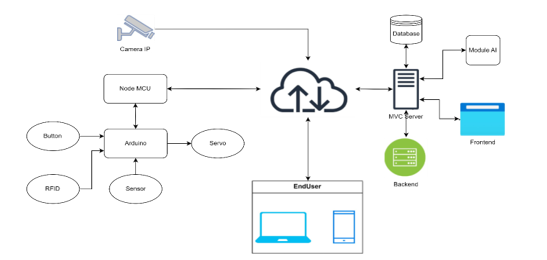 Camera IP
Database
Module AI
Node MCU
MVC Server
Button
Arduino
Servo
Frontend
RFID
Sensor
Backend
EndUser